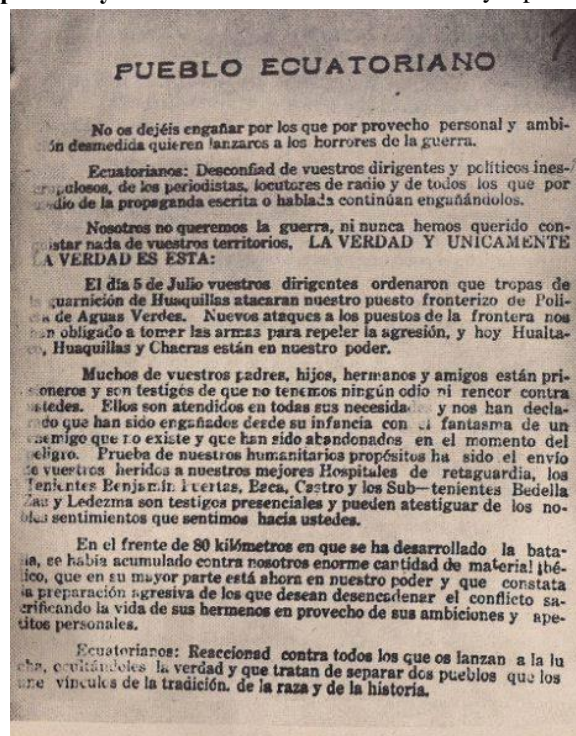 PUEBLO ECUATORIANO
No os dejéis engañar por los que por provecho personal y ambi-
ón desmedida quieren lanzaros a los horrores de la guerra.
Ecuatorianos: Desconfiad de vuestros dirigentes y políticos ines-
crupulosos, de los periodistas, locutores de radio y de todos los que por
medio de la propaganda escrita o hablada continúan engañándolos.
Nosotros no queremos la guerra, ni nunca hemos querido con-
quistar nada de vuestros territorios, LA VERDAD Y UNICAMENTE
LA VERDAD ES ESTA:
El día 5 de Julio vuestros dirigentes ordenaron que tropas de
la guarnición de Huaquillas atacaran nuestro puesto fronterizo de Poli-
cía de Aguas Verdes. Nuevos ataques a los puestos de la frontera nos
han obligado a tomar las armas para repeler la agresión, y hoy Hualta-
co, Huaquillas y Chacras están en nuestro poder.
Muchos de vuestros padres, hijos, hermanos y amigos están pri-
sioneros y son testigos de que no tenemos ningún odio ni rencor contra
ustedes. Ellos son atendidos en todas sus necesidades y nos han decla-
rado que han sido engañados desde su infancia con el fantasma de un
enemigo que no existe y que han sido abandonados en el momento del
peligro. Prueba de nuestros humanitarios propósitos ha sido el envío
de vuestros heridos a nuestros mejores Hospitales de retaguardia, los
Tenientes Benjamín Puertas, Baca, Castro y los Sub—tenientes Bedella
y Ledezma son testigos presenciales y pueden atestiguar de los no-
bles sentimientos que sentimos hacia ustedes.
En el frente de 80 kilómetros en que se ha desarrollado la bata-
lla, se había acumulado contra nosotros enorme cantidad de material bé-
lico, que en su mayor parte está ahora en nuestro poder y que constata
la preparación agresiva de los que desean desencadenar el conflicto sa-
crificando la vida de sus hermenos en provecho de sus ambiciones y ape-
titos personales.
Ecuatorianos: Reaccionad contra todos los que os lanzan a la lu
cha, ocultándoles la verdad y que tratan de separar dos pueblos que los
une vínculos de la tradición. de la raza y de la historia.